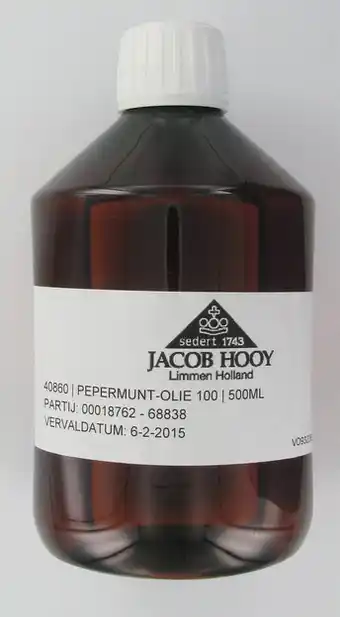 sedert 1743
JACOB HOOY
Limmen Holland
40860 | PEPERMUNT-OLIE 100 | 500ML
PARTIJ: 00018762 - 68838
VERVALDATUM: 6-2-2015